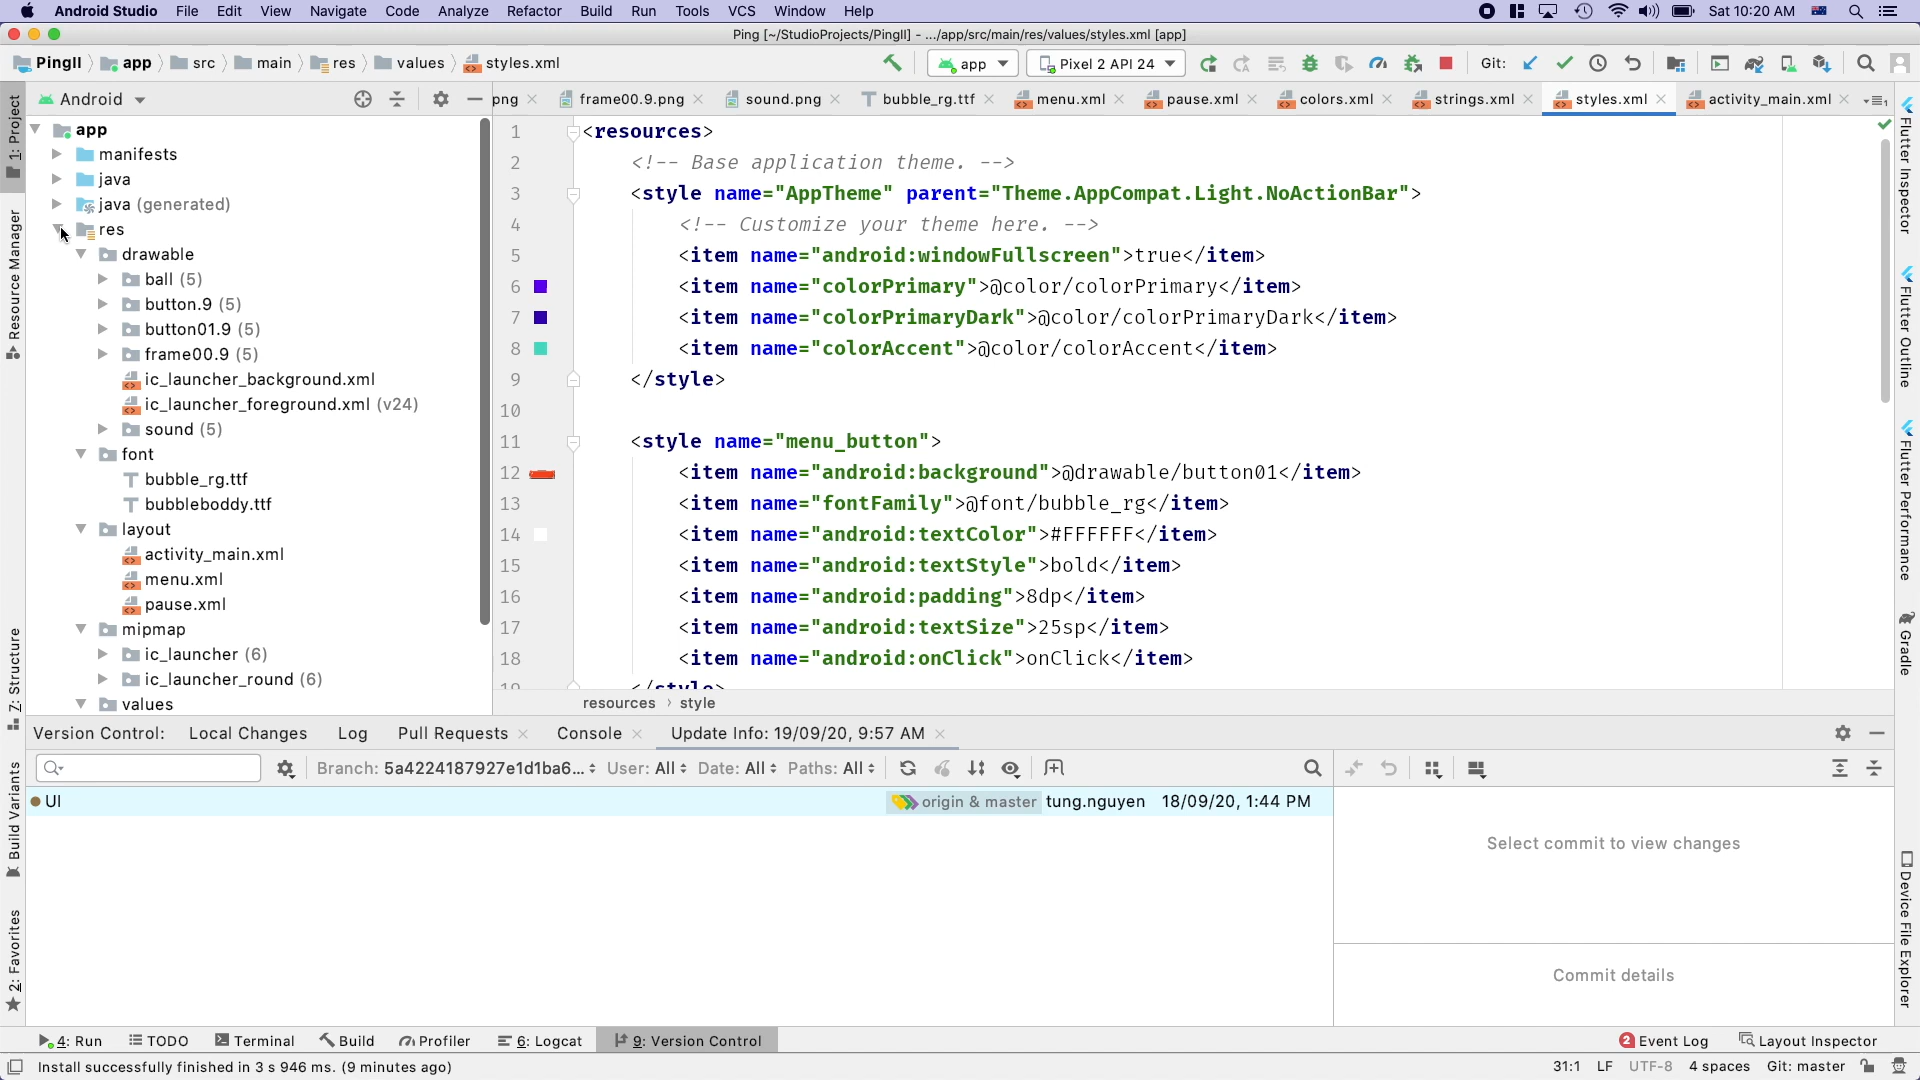 Android Studio File Edit View Navigate Code Analyze Refactor Build Run Tools VCS Window Help Sat 10:20 AM
Ping [~/StudioProjects/PingII] - .../app/src/main/res/values/styles.xml [app]
PingII app src main res values styles.xml app Pixel 2 API 24 Git:
Android png frame00.9.png sound.png bubble_rg.ttf menu.xml pause.xml colors.xml strings.xml styles.xml activity_main.xml
1: Project
Resource Manager
Z: Structure
Build Variants
2: Favorites
app
manifests
java
java (generated)
res
drawable
ball (5)
button.9 (5)
button01.9 (5)
frame00.9 (5)
ic_launcher_background.xml
ic_launcher_foreground.xml (v24)
sound (5)
font
bubble_rg.ttf
bubbleboddy.ttf
layout
activity_main.xml
menu.xml
pause.xml
mipmap
ic_launcher (6)
ic_launcher_round (6)
values
1 <resources>
2 <!-- Base application theme. -->
3 <style name="AppTheme" parent="Theme.AppCompat.Light.NoActionBar">
4 <!-- Customize your theme here. -->
5 <item name="android:windowFullscreen">true</item>
6 <item name="colorPrimary">@color/colorPrimary</item>
7 <item name="colorPrimaryDark">@color/colorPrimaryDark</item>
8 <item name="colorAccent">@color/colorAccent</item>
9 </style>
10
11 <style name="menu_button">
12 <item name="android:background">@drawable/button01</item>
13 <item name="fontFamily">@font/bubble_rg</item>
14 <item name="android:textColor">#FFFFFF</item>
15 <item name="android:textStyle">bold</item>
16 <item name="android:padding">8dp</item>
17 <item name="android:textSize">25sp</item>
18 <item name="android:onClick">onClick</item>
19 </style>
resources › style
Flutter Inspector
Flutter Outline
Flutter Performance
Gradle
Device File Explorer
Version Control: Local Changes Log Pull Requests Console Update Info: 19/09/20, 9:57 AM
Branch: 5a4224187927e1d1ba6... User: All Date: All Paths: All
UI origin & master tung.nguyen 18/09/20, 1:44 PM
Select commit to view changes
Commit details
4: Run TODO Terminal Build Profiler 6: Logcat 9: Version Control 2 Event Log Layout Inspector
Install successfully finished in 3 s 946 ms. (9 minutes ago) 31:1 LF UTF-8 4 spaces Git: master